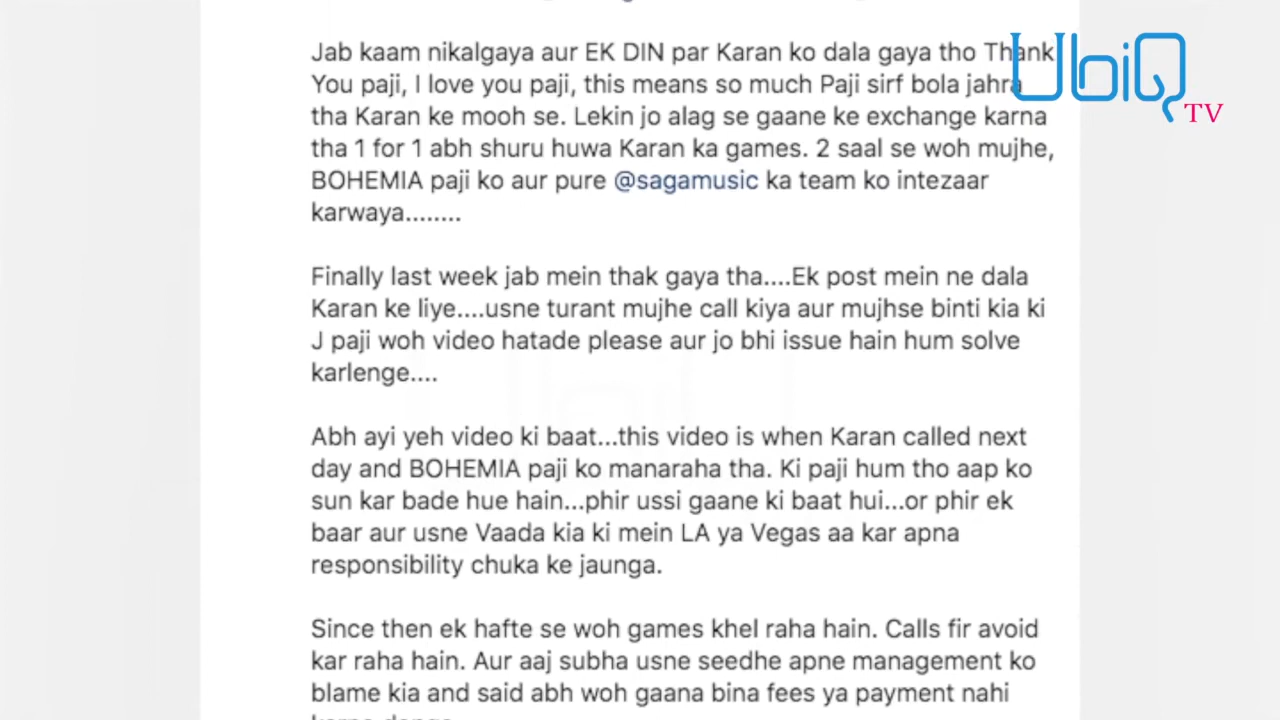 Jab kaam nikalgaya aur EK DIN par Karan ko dala gaya tho Thank
You paji, I love you paji, this means so much Paji sirf bola jahra
tha Karan ke mooh se. Lekin jo alag se gaane ke exchange karna
tha 1 for 1 abh shuru huwa Karan ka games. 2 saal se woh mujhe,
BOHEMIA paji ko aur pure @sagamusic ka team ko intezaar
karwaya........
Finally last week jab mein thak gaya tha....Ek post mein ne dala
Karan ke liye....usne turant mujhe call kiya aur mujhse binti kia ki
J paji woh video hatade please aur jo bhi issue hain hum solve
karlenge....
Abh ayi yeh video ki baat...this video is when Karan called next
day and BOHEMIA paji ko manaraha tha. Ki paji hum tho aap ko
sun kar bade hue hain...phir ussi gaane ki baat hui...or phir ek
baar aur usne Vaada kia ki mein LA ya Vegas aa kar apna
responsibility chuka ke jaunga.
Since then ek hafte se woh games khel raha hain. Calls fir avoid
kar raha hain. Aur aaj subha usne seedhe apne management ko
blame kia and said abh woh gaana bina fees ya payment nahi
UbiQ
TV